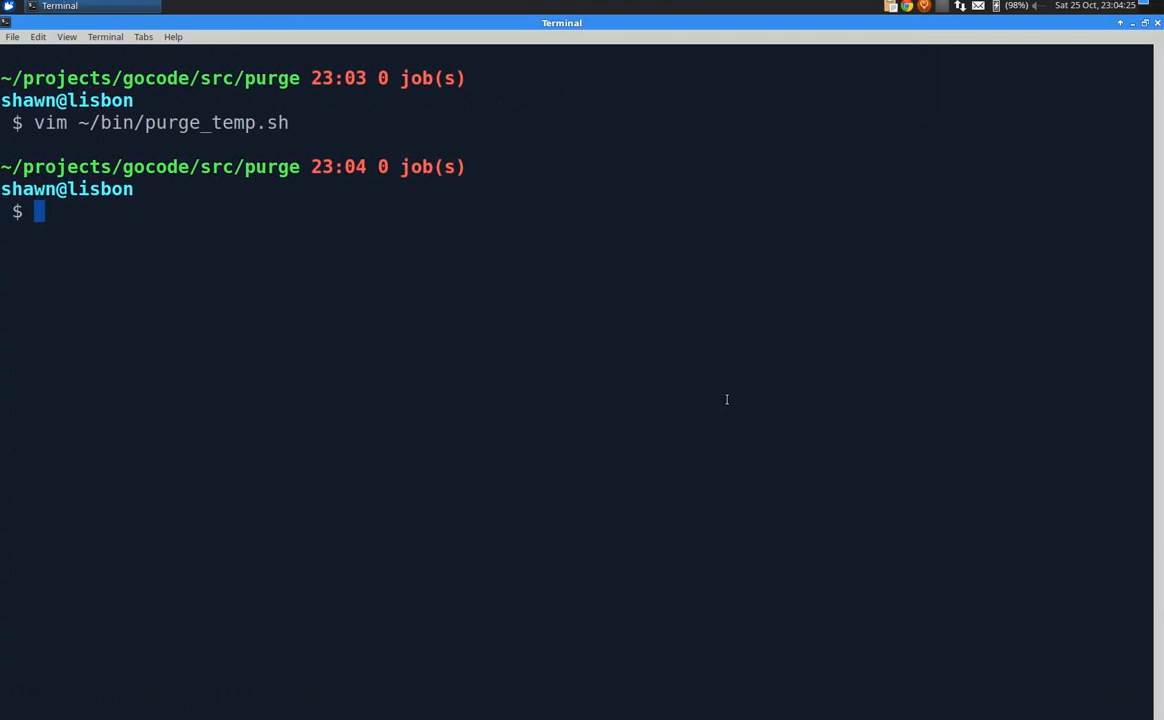 Terminal
(98%)
Sat 25 Oct, 23:04:25
Terminal
File Edit View Terminal Tabs Help
~/projects/gocode/src/purge 23:03 0 job(s)
shawn@lisbon
$ vim ~/bin/purge_temp.sh
~/projects/gocode/src/purge 23:04 0 job(s)
shawn@lisbon
$